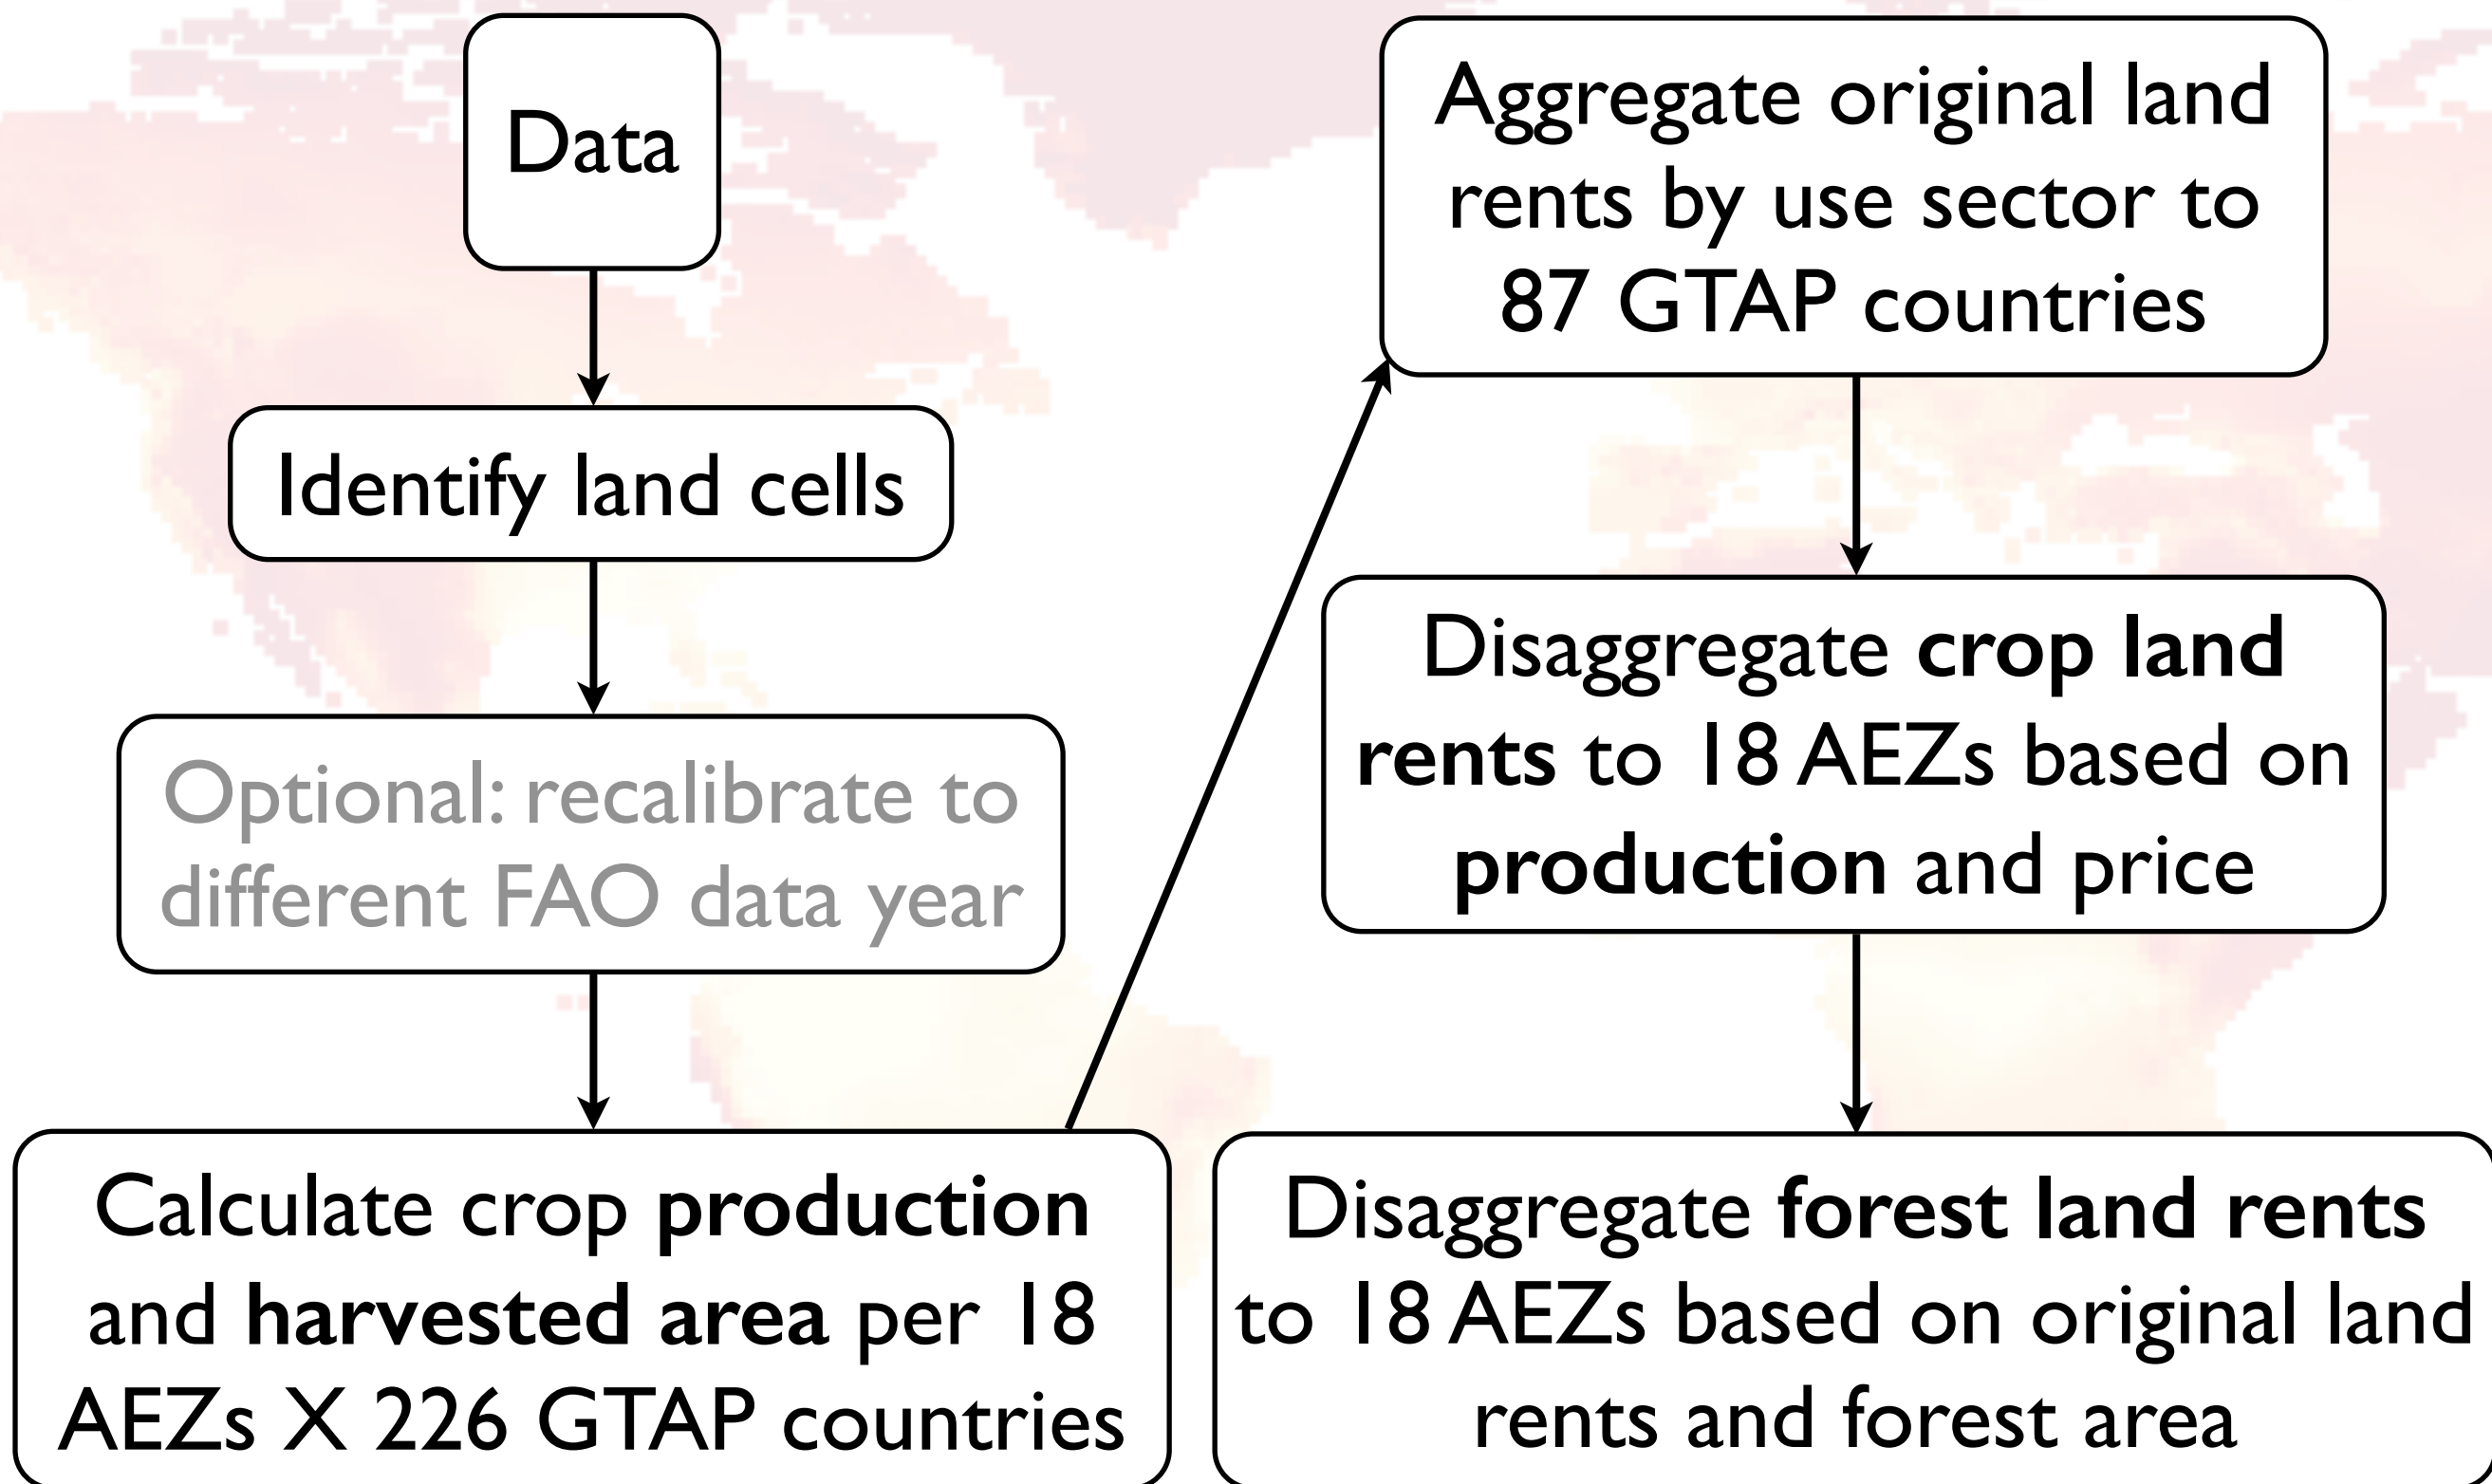 Data
Identify land cells
Optional: recalibrate to
different FAO data year
Calculate crop production
and harvested area per 18
AEZs X 226 GTAP countries
Aggregate original land
rents by use sector to
87 GTAP countries
Disaggregate crop land
rents to 18 AEZs based on
production and price
Disaggregate forest land rents
to 18 AEZs based on original land
rents and forest area